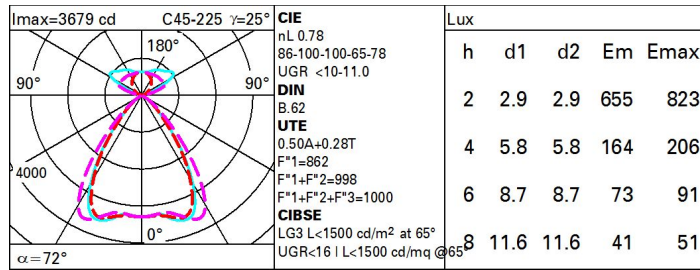 Imax=3679 cd C45-225 γ=25°
180°
90° 90°
4000
0°
α=72°
CIE
nL 0.78
86-100-100-65-78
UGR <10-11.0
DIN
B.62
UTE
0.50A+0.28T
F"1=862
F"1+F"2=998
F"1+F"2+F"3=1000
CIBSE
LG3 L<1500 cd/m² at 65°
UGR<16 | L<1500 cd/mq @65°
Lux
h d1 d2 Em Emax
2 2.9 2.9 655 823
4 5.8 5.8 164 206
6 8.7 8.7 73 91
8 11.6 11.6 41 51